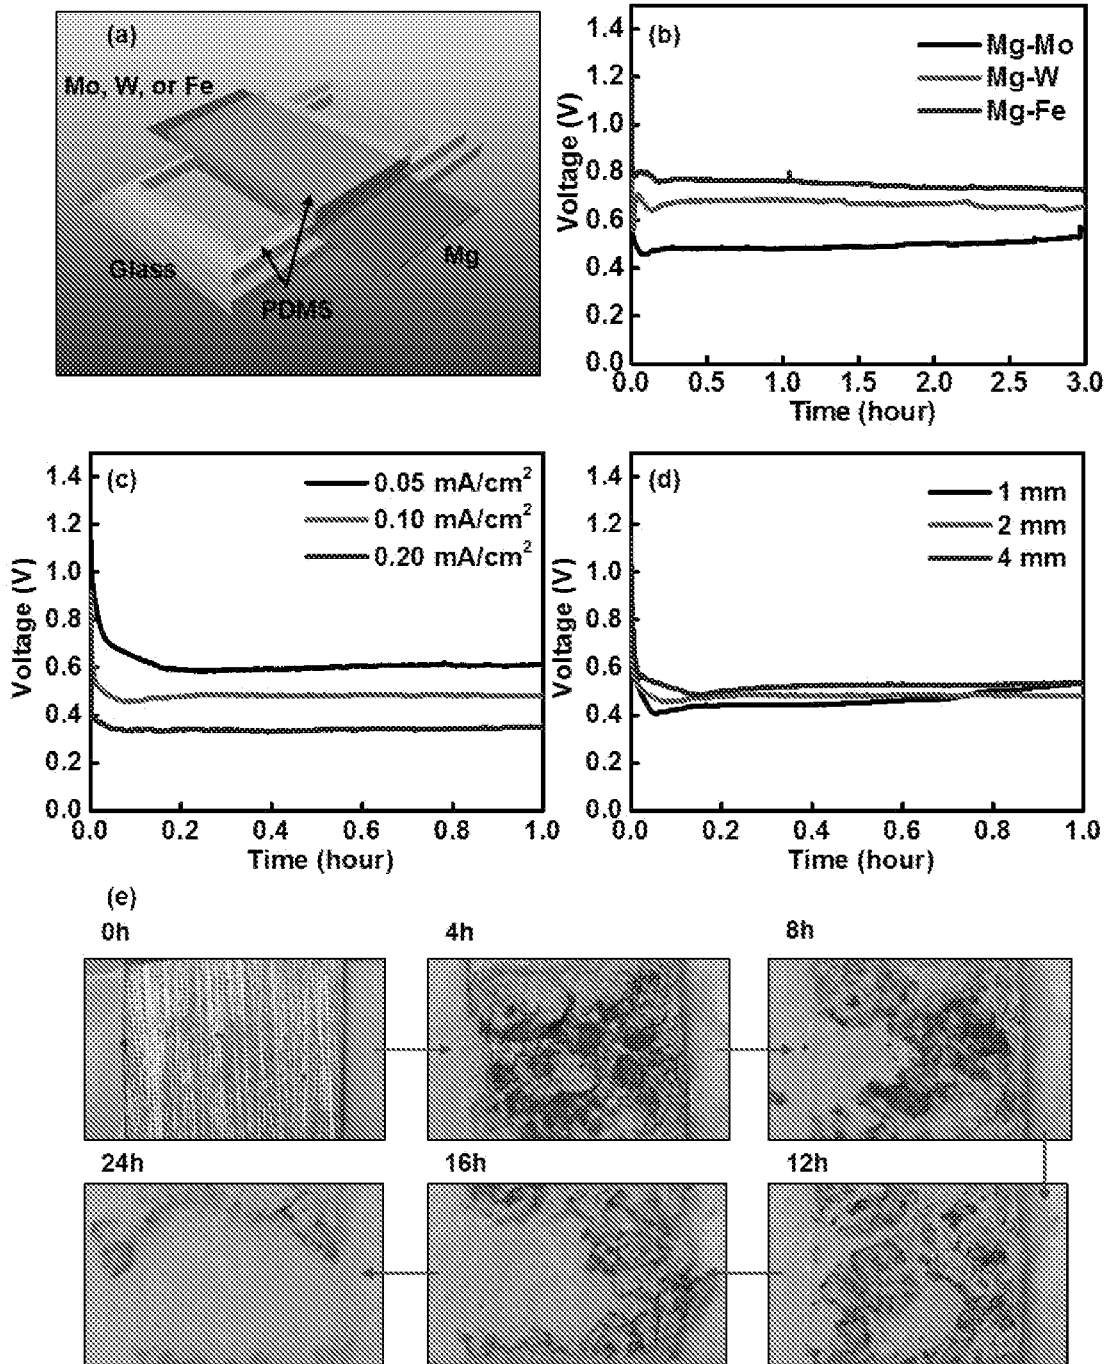 (a)
Mo, W, or Fe
Glass
Mg
PDMS
(b)
Mg-Mo
Mg-W
Mg-Fe
Voltage (V)
1.4
1.2
1.0
0.8
0.6
0.4
0.2
0.0
0.0 0.5 1.0 1.5 2.0 2.5 3.0
Time (hour)
(c)
0.05 mA/cm²
0.10 mA/cm²
0.20 mA/cm²
Voltage (V)
1.4
1.2
1.0
0.8
0.6
0.4
0.2
0.0
0.0 0.2 0.4 0.6 0.8 1.0
Time (hour)
(d)
1 mm
2 mm
4 mm
Voltage (V)
1.4
1.2
1.0
0.8
0.6
0.4
0.2
0.0
0.0 0.2 0.4 0.6 0.8 1.0
Time (hour)
(e)
0h 4h 8h
24h 16h 12h